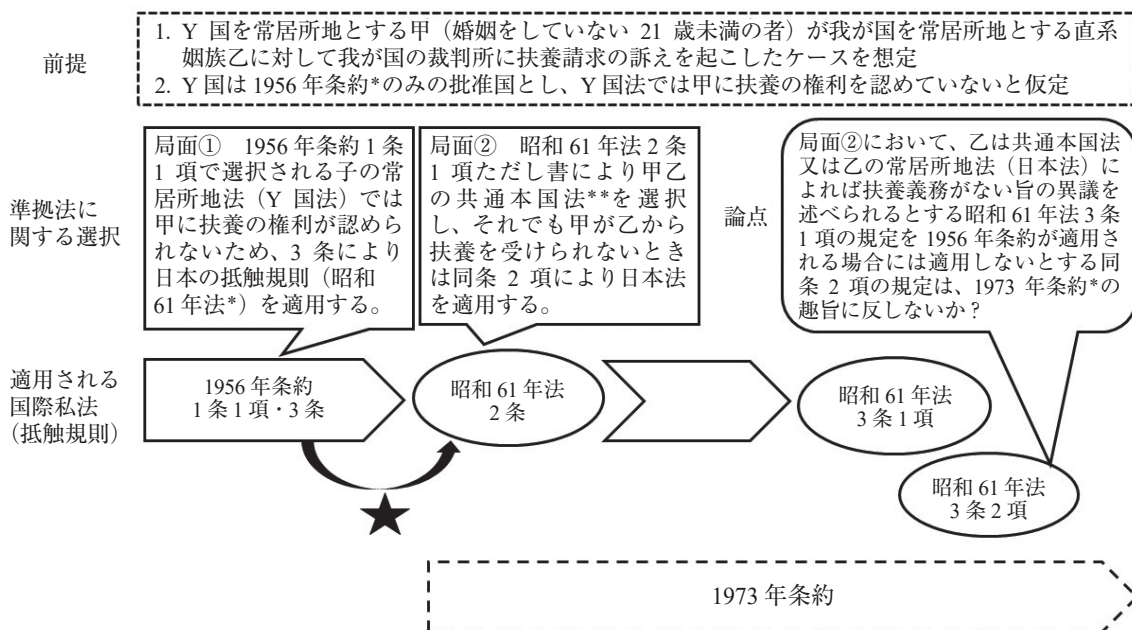 前提
1. Y 国を常居所地とする甲（婚姻をしていない 21 歳未満の者）が我が国を常居所地とする直系
姻族乙に対して我が国の裁判所に扶養請求の訴えを起こしたケースを想定
2. Y 国は 1956 年条約*のみの批准国とし、Y 国法では甲に扶養の権利を認めていないと仮定
準拠法に
関する選択
局面① 1956 年条約 1 条
1 項で選択される子の常
居所地法（Y 国法）では
甲に扶養の権利が認めら
れないため、3 条により
日本の抵触規則（昭和
61 年法*）を適用する。
局面② 昭和 61 年法 2 条
1 項ただし書により甲乙
の共通本国法**を選択
し、それでも甲が乙から
扶養を受けられないとき
は同条 2 項により日本法
を適用する。
論点
局面②において、乙は共通本国法
又は乙の常居所地法（日本法）に
よれば扶養義務がない旨の異議を
述べられるとする昭和 61 年法 3 条
1 項の規定を 1956 年条約が適用さ
れる場合には適用しないとする同
条 2 項の規定は、1973 年条約*の
趣旨に反しないか？
適用される
国際私法
（抵触規則）
1956 年条約
1 条 1 項・3 条
昭和 61 年法
2 条
昭和 61 年法
3 条 1 項
昭和 61 年法
3 条 2 項
1973 年条約